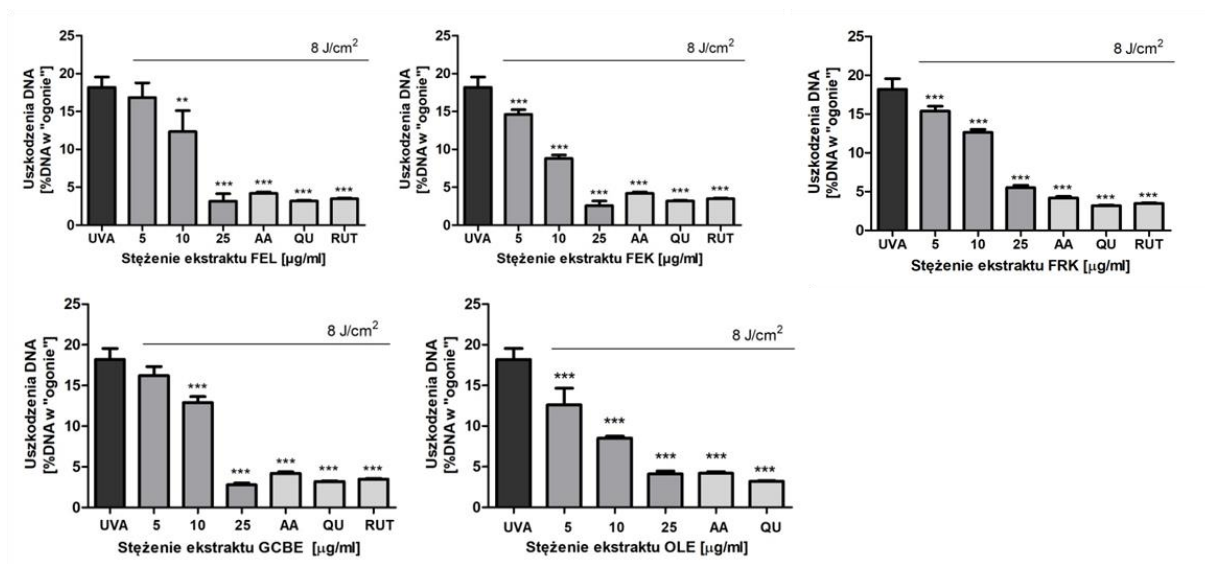 8 J/cm²
Uszkodzenia DNA
[%DNA w "ogonie"]
25
20
15
10
5
0
** *** *** *** ***
UVA 5 10 25 AA QU RUT
Stężenie ekstraktu FEL [µg/ml]
8 J/cm²
Uszkodzenia DNA
[%DNA w "ogonie"]
25
20
15
10
5
0
*** *** *** *** *** ***
UVA 5 10 25 AA QU RUT
Stężenie ekstraktu FEK [µg/ml]
8 J/cm²
Uszkodzenia DNA
[%DNA w "ogonie"]
25
20
15
10
5
0
*** *** *** *** *** ***
UVA 5 10 25 AA QU RUT
Stężenie ekstraktu FRK [µg/ml]
8 J/cm²
Uszkodzenia DNA
[%DNA w "ogonie"]
25
20
15
10
5
0
*** *** *** *** ***
UVA 5 10 25 AA QU RUT
Stężenie ekstraktu GCBE [µg/ml]
8 J/cm²
Uszkodzenia DNA
[%DNA w "ogonie"]
25
20
15
10
5
0
*** *** *** *** ***
UVA 5 10 25 AA QU
Stężenie ekstraktu OLE [µg/ml]